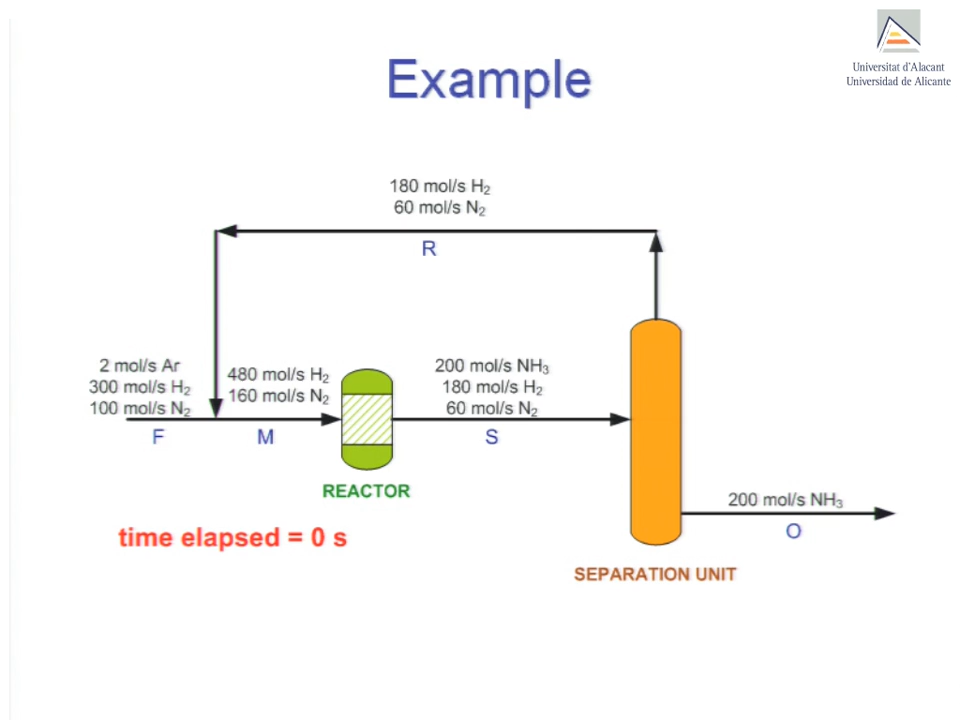 Universitat d'Alacant
Universidad de Alicante
Example
180 mol/s H₂
60 mol/s N₂
R
2 mol/s Ar
300 mol/s H₂
100 mol/s N₂
F
480 mol/s H₂
160 mol/s N₂
M
200 mol/s NH₃
180 mol/s H₂
60 mol/s N₂
S
REACTOR
200 mol/s NH₃
O
time elapsed = 0 s
SEPARATION UNIT